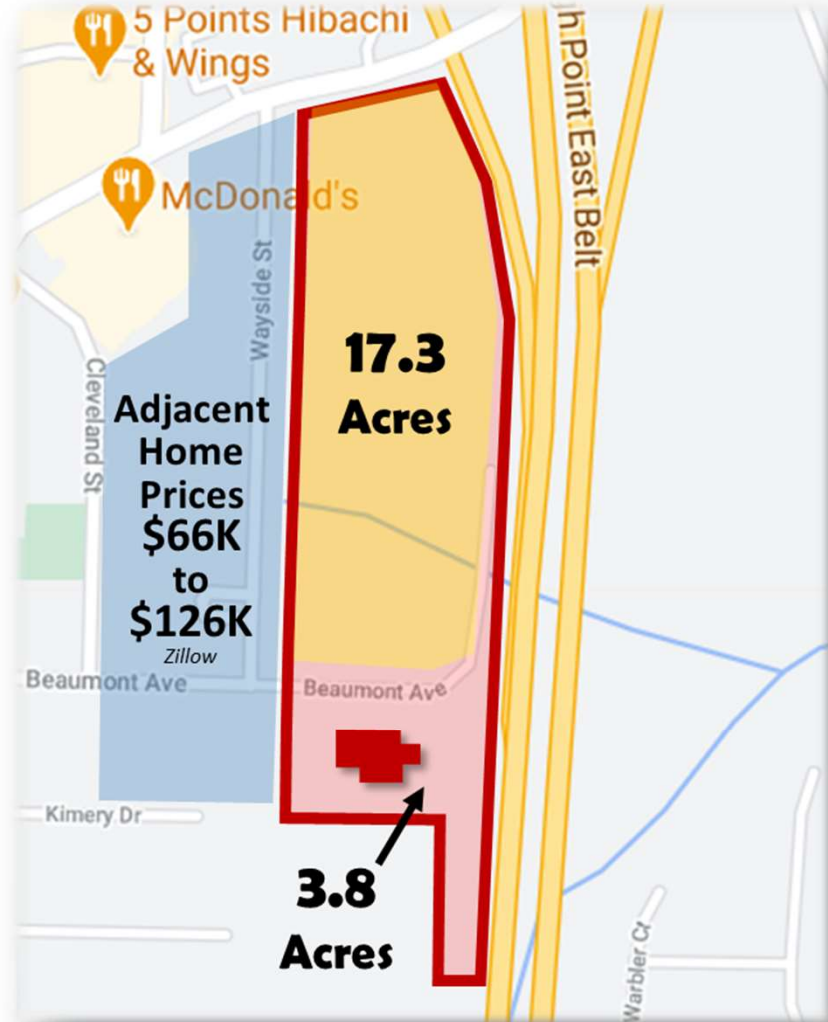 5 Points Hibachi
& Wings
gh Point East Belt
McDonald's
Wayside St
17.3
Acres
Cleveland St
Adjacent
Home
Prices
$66K
to
$126K
Zillow
Beaumont Ave
Beaumont Ave
Kimery Dr
3.8
Acres
Warbler Ct